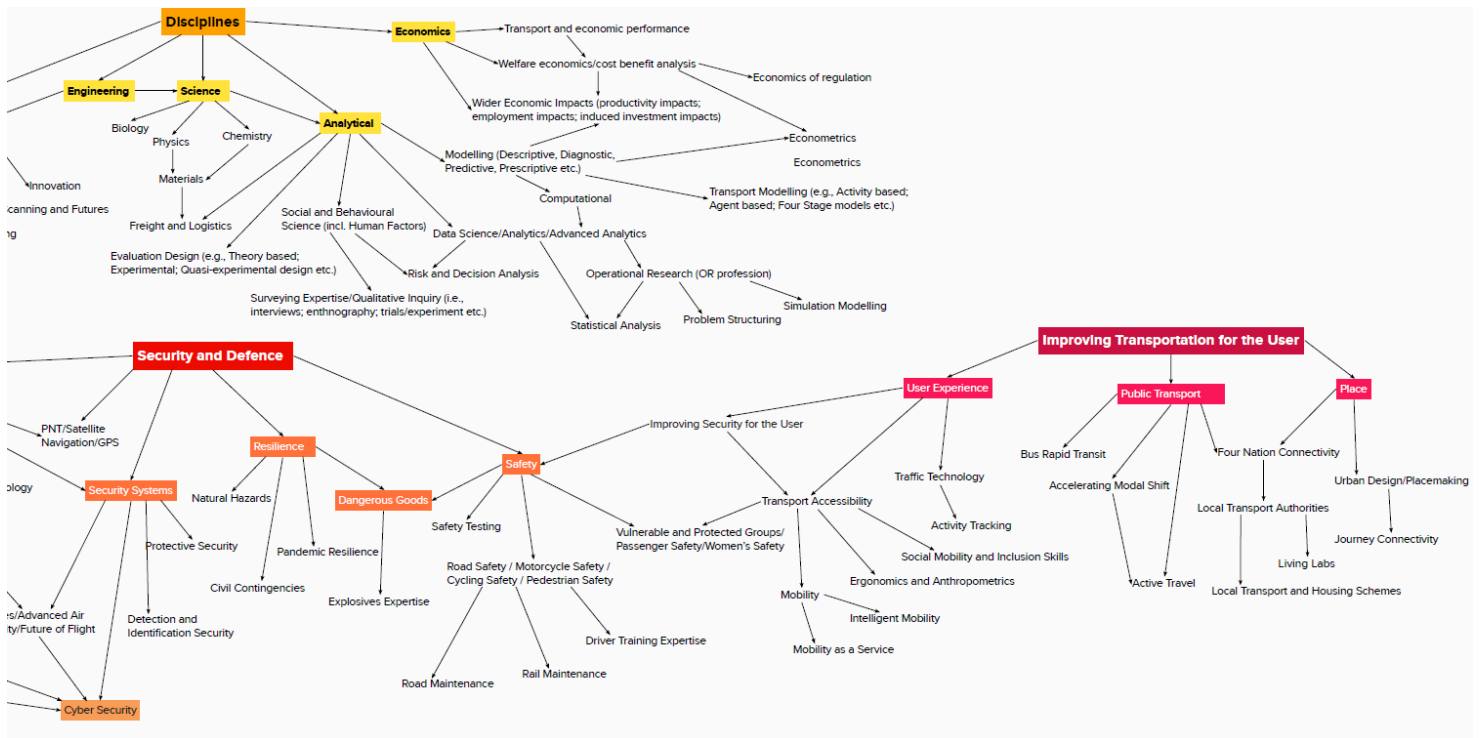 Disciplines
Economics
Transport and economic performance
Welfare economics/cost benefit analysis
Economics of regulation
Engineering
Science
Wider Economic Impacts (productivity impacts;
employment impacts; induced investment impacts)
Analytical
Biology
Physics
Chemistry
Econometrics
Modelling (Descriptive, Diagnostic,
Predictive, Prescriptive etc.)
Econometrics
Materials
Innovation
Computational
Transport Modelling (e.g., Activity based;
Agent based; Four Stage models etc.)
canning and Futures
Social and Behavioural
Science (incl. Human Factors)
Freight and Logistics
ng
Data Science/Analytics/Advanced Analytics
Evaluation Design (e.g., Theory based;
Experimental; Quasi-experimental design etc.)
Risk and Decision Analysis
Operational Research (OR profession)
Surveying Expertise/Qualitative Inquiry (i.e.,
interviews; enthnography; trials/experiment etc.)
Simulation Modelling
Statistical Analysis
Problem Structuring
Security and Defence
Improving Transportation for the User
User Experience
Public Transport
Place
PNT/Satellite
Navigation/GPS
Improving Security for the User
Resilience
Safety
Bus Rapid Transit
Four Nation Connectivity
Traffic Technology
Accelerating Modal Shift
Urban Design/Placemaking
ology
Security Systems
Natural Hazards
Dangerous Goods
Transport Accessibility
Local Transport Authorities
Safety Testing
Vulnerable and Protected Groups/
Passenger Safety/Women's Safety
Activity Tracking
Journey Connectivity
Protective Security
Pandemic Resilience
Social Mobility and Inclusion Skills
Living Labs
Road Safety / Motorcycle Safety /
Cycling Safety / Pedestrian Safety
Ergonomics and Anthropometrics
Active Travel
Local Transport and Housing Schemes
Civil Contingencies
Explosives Expertise
Mobility
es/Advanced Air
ity/Future of Flight
Detection and
Identification Security
Intelligent Mobility
Driver Training Expertise
Mobility as a Service
Road Maintenance
Rail Maintenance
Cyber Security